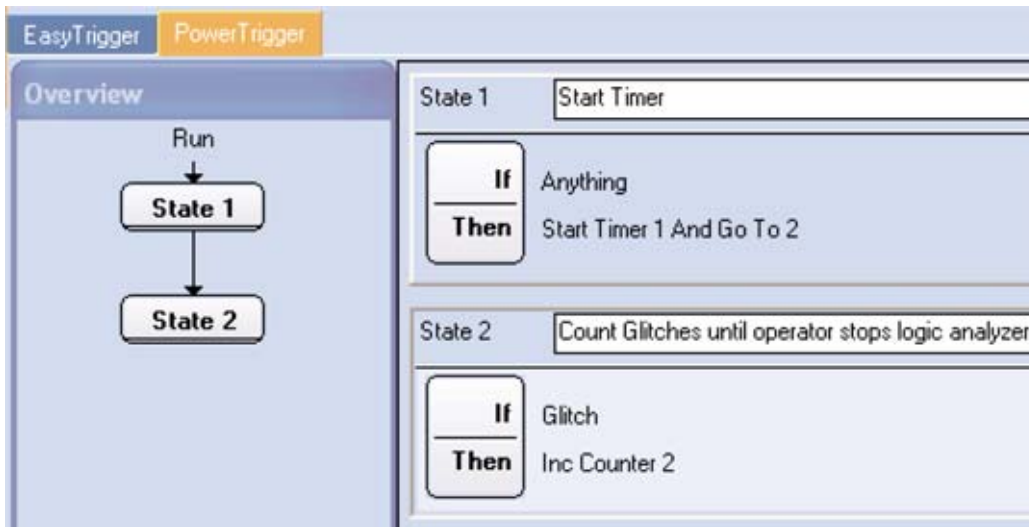 EasyTrigger PowerTrigger
Overview
Run
State 1
State 2
State 1 Start Timer
If Anything
Then Start Timer 1 And Go To 2
State 2 Count Glitches until operator stops logic analyzer
If Glitch
Then Inc Counter 2